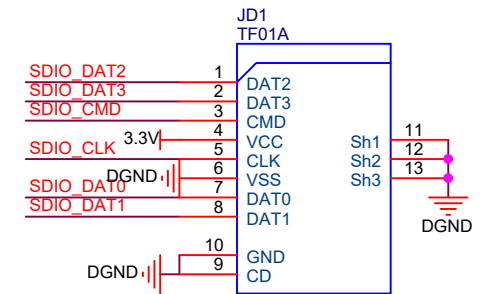 JD1
TF01A
SDIO_DAT2 1 DAT2
SDIO_DAT3 2 DAT3
SDIO_CMD 3 CMD
3.3V 4 VCC Sh1 11
SDIO_CLK 5 CLK Sh2 12
DGND 6 VSS Sh3 13
SDIO_DAT0 7 DAT0
SDIO_DAT1 8 DAT1
DGND
10 GND
DGND 9 CD